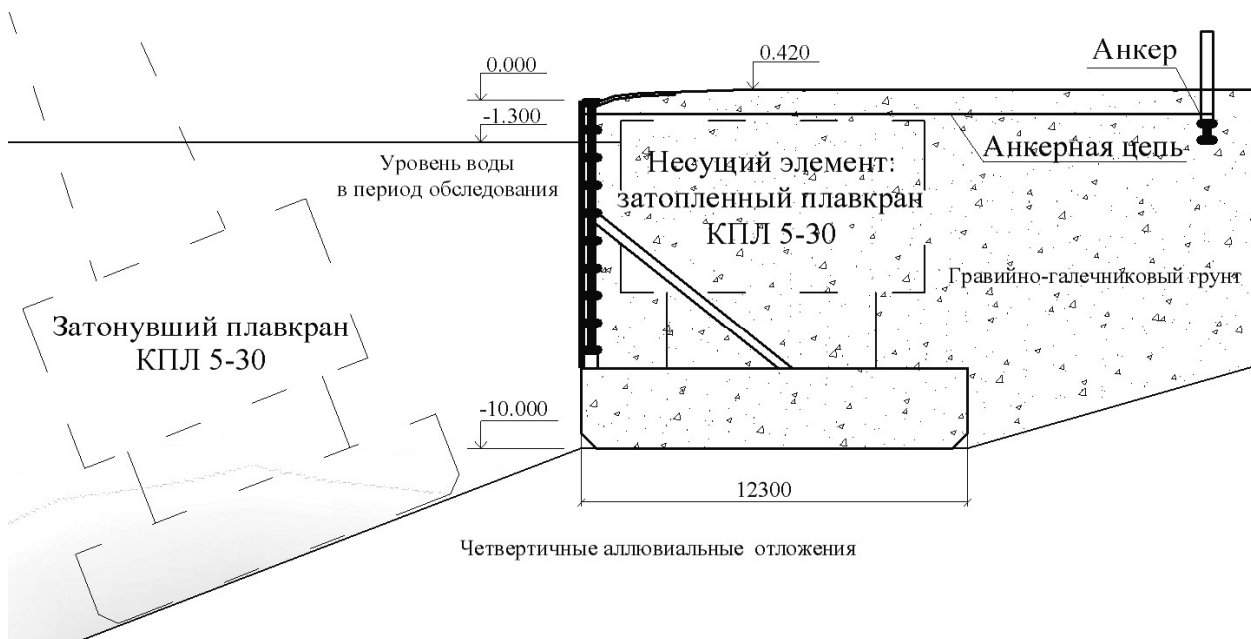 0.420
Анкер
0.000
-1.300
Уровень воды
в период обследования
Несущий элемент:
затопленный плавкран
КПЛ 5-30
Анкерная цепь
Гравийно-галечниковый грунт
Затонувший плавкран
КПЛ 5-30
-10.000
12300
Четвертичные аллювиальные отложения